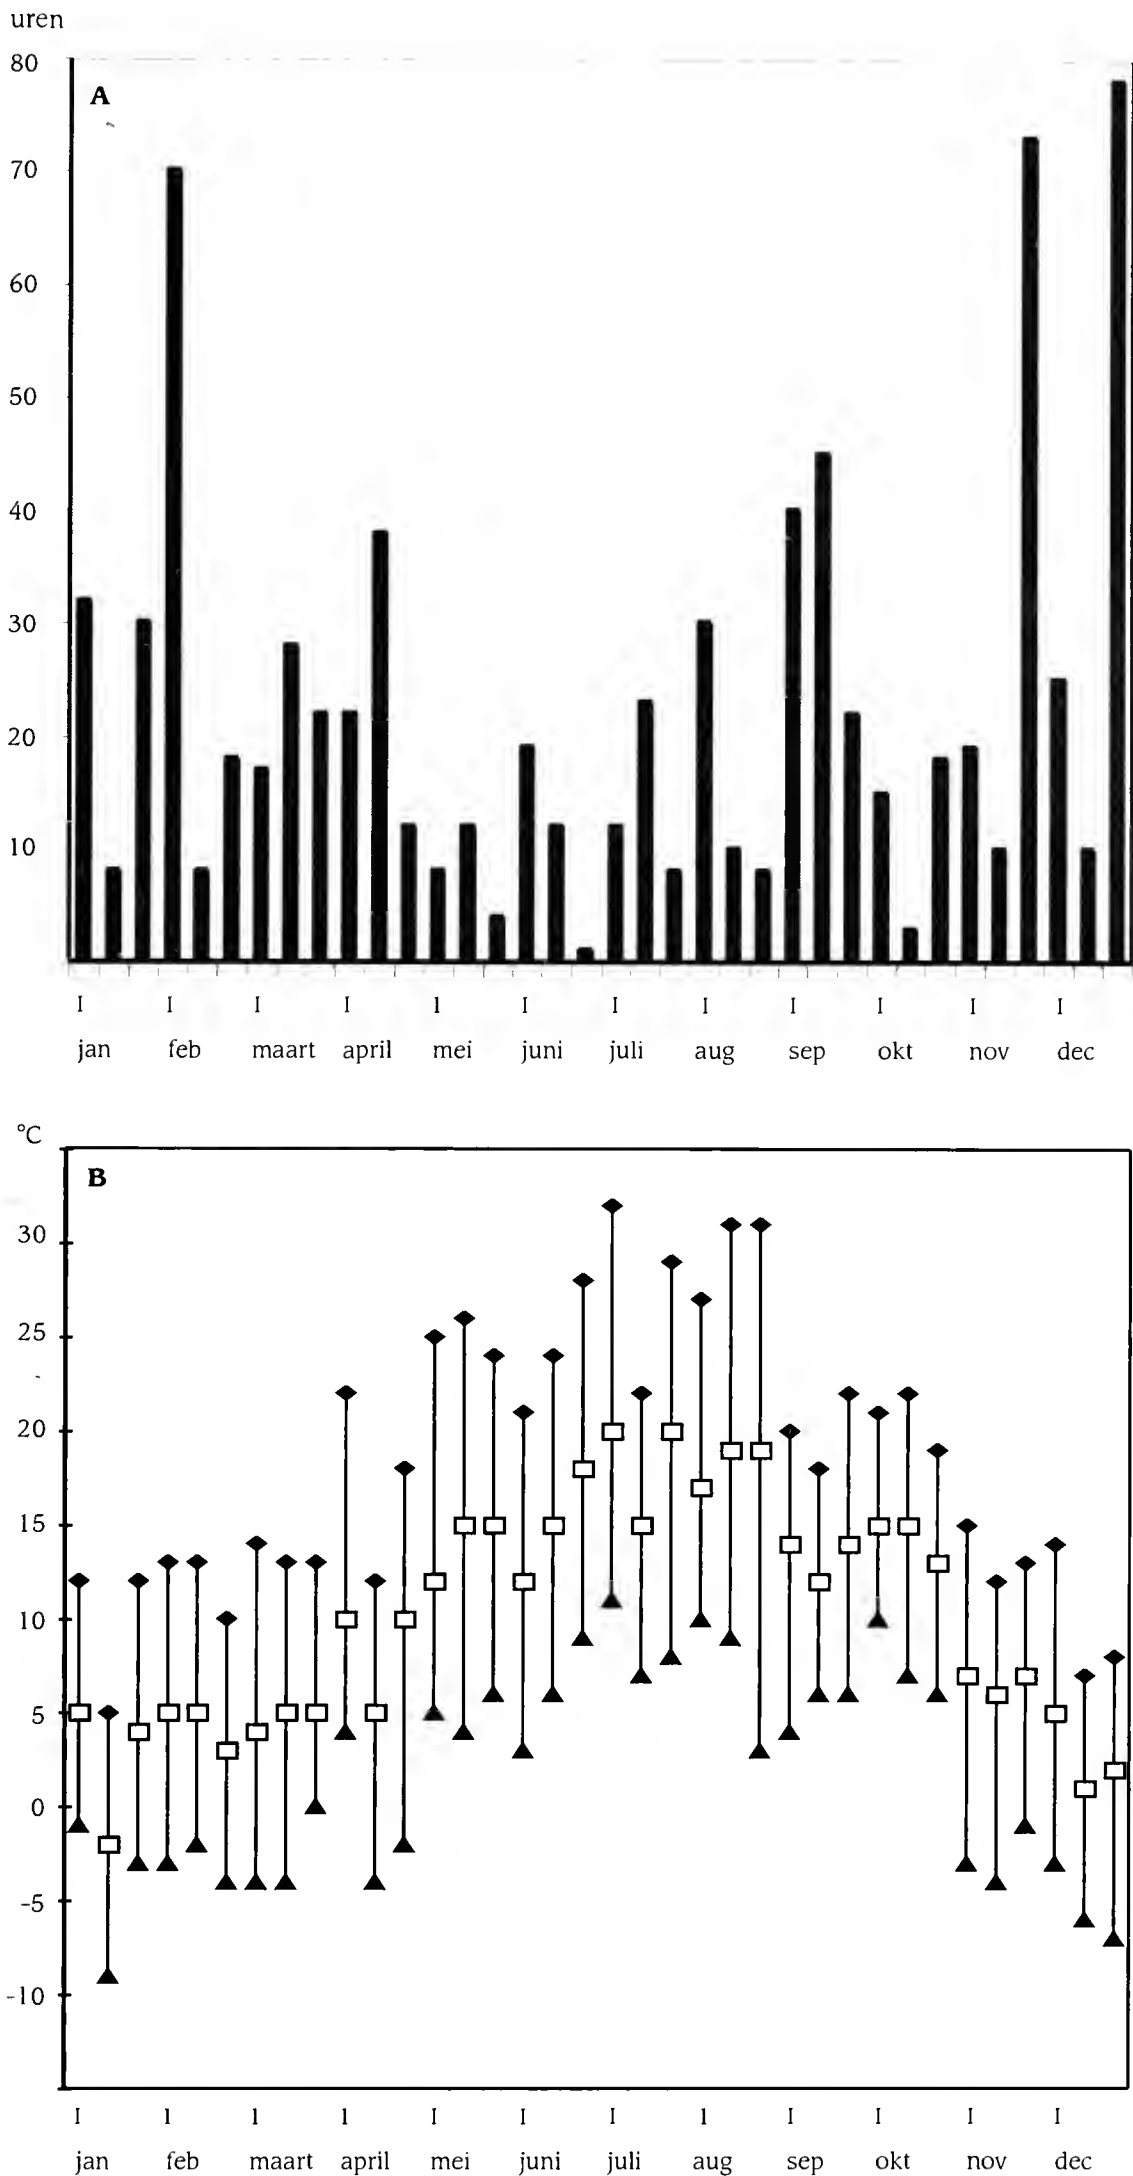 uren
80
A
70
60
50
40
30
20
10
I I I I l I I I I I I I
jan feb maart april mei juni juli aug sep okt nov dec
°C
B
30
25
20
15
10
5
0
-5
-10
I l l l I I I l I I I I
jan feb maart april mei juni juli aug sep okt nov dec